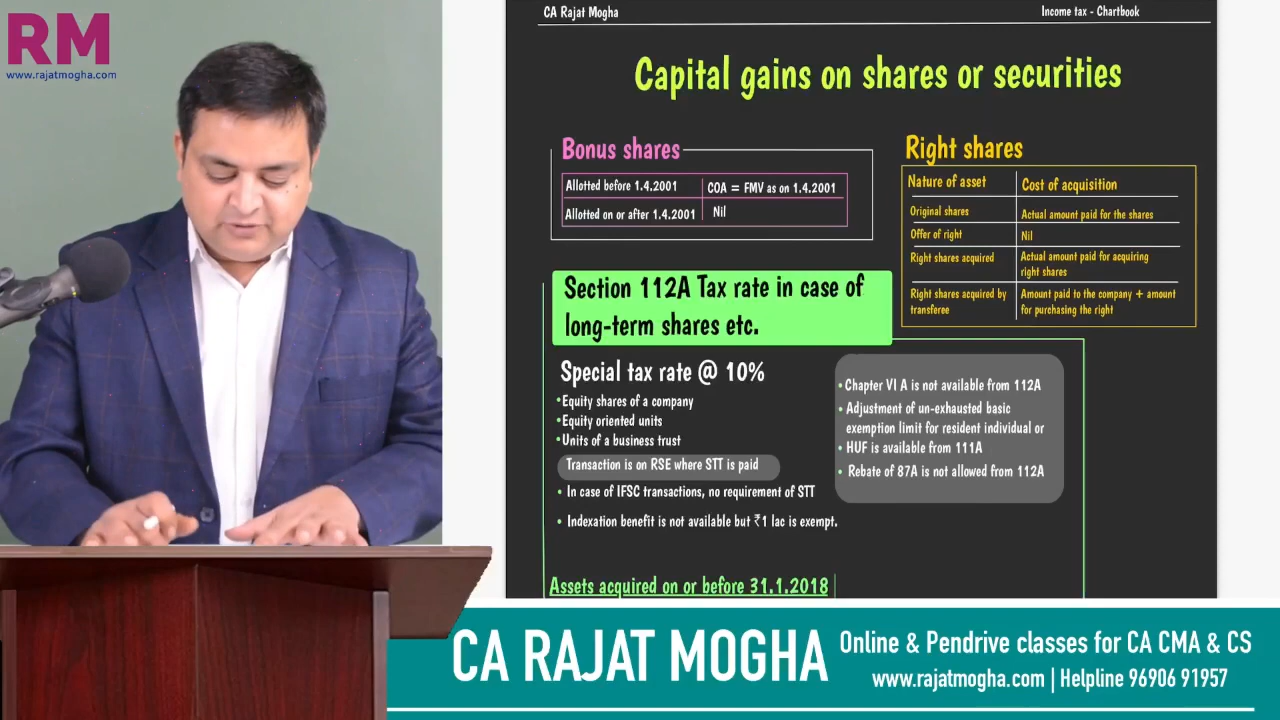 RM
www.rajatmogha.com
CA Rajat Mogha
Income tax - Chartbook
Capital gains on shares or securities
Bonus shares
Allotted before 1.4.2001
COA = FMV as on 1.4.2001
Allotted on or after 1.4.2001
Nil
Right shares
Nature of asset
Cost of acquisition
Original shares
Actual amount paid for the shares
Offer of right
Nil
Right shares acquired
Actual amount paid for acquiring
right shares
Right shares acquired by
transferee
Amount paid to the company + amount
for purchasing the right
Section 112A Tax rate in case of
long-term shares etc.
Special tax rate @ 10%
•Equity shares of a company
•Equity oriented units
•Units of a business trust
Transaction is on RSE where STT is paid
• In case of IFSC transactions, no requirement of STT
• Indexation benefit is not available but ₹1 lac is exempt.
• Chapter VI A is not available from 112A
• Adjustment of un-exhausted basic
exemption limit for resident individual or
• HUF is available from 111A
• Rebate of 87A is not allowed from 112A
Assets acquired on or before 31.1.2018
CA RAJAT MOGHA
Online & Pendrive classes for CA CMA & CS
www.rajatmogha.com | Helpline 96906 91957